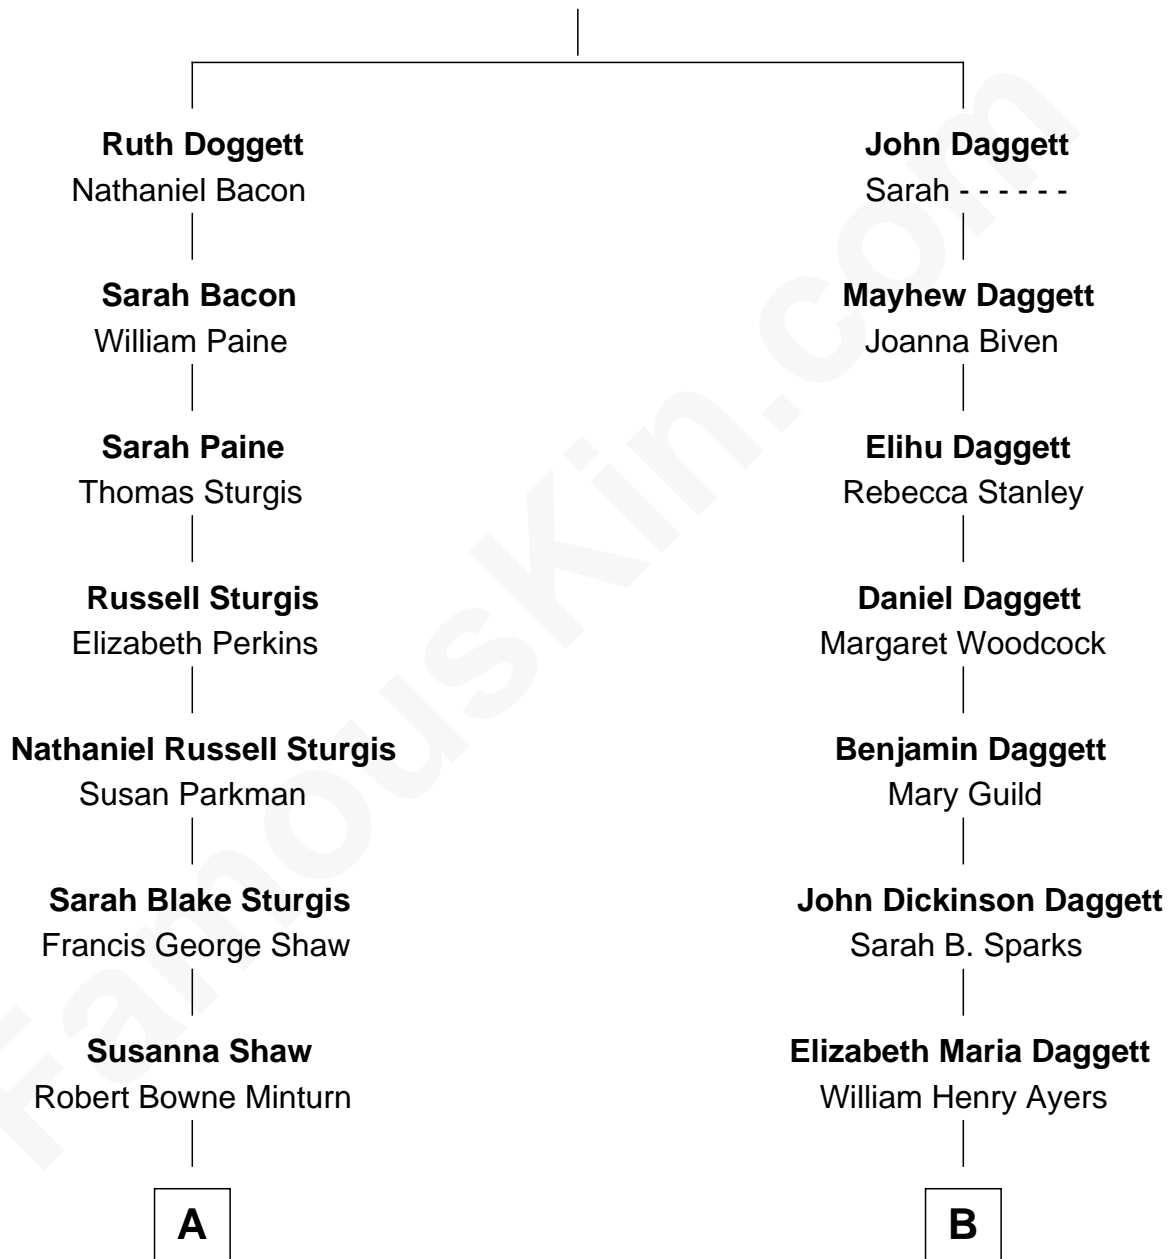 Ruth Doggett
Nathaniel Bacon
Sarah Bacon
William Paine
Sarah Paine
Thomas Sturgis
Russell Sturgis
Elizabeth Perkins
Nathaniel Russell Sturgis
Susan Parkman
Sarah Blake Sturgis
Francis George Shaw
Susanna Shaw
Robert Bowne Minturn
A
John Daggett
Sarah - - - - - -
Mayhew Daggett
Joanna Biven
Elihu Daggett
Rebecca Stanley
Daniel Daggett
Margaret Woodcock
Benjamin Daggett
Mary Guild
John Dickinson Daggett
Sarah B. Sparks
Elizabeth Maria Daggett
William Henry Ayers
B
FamousKin.com